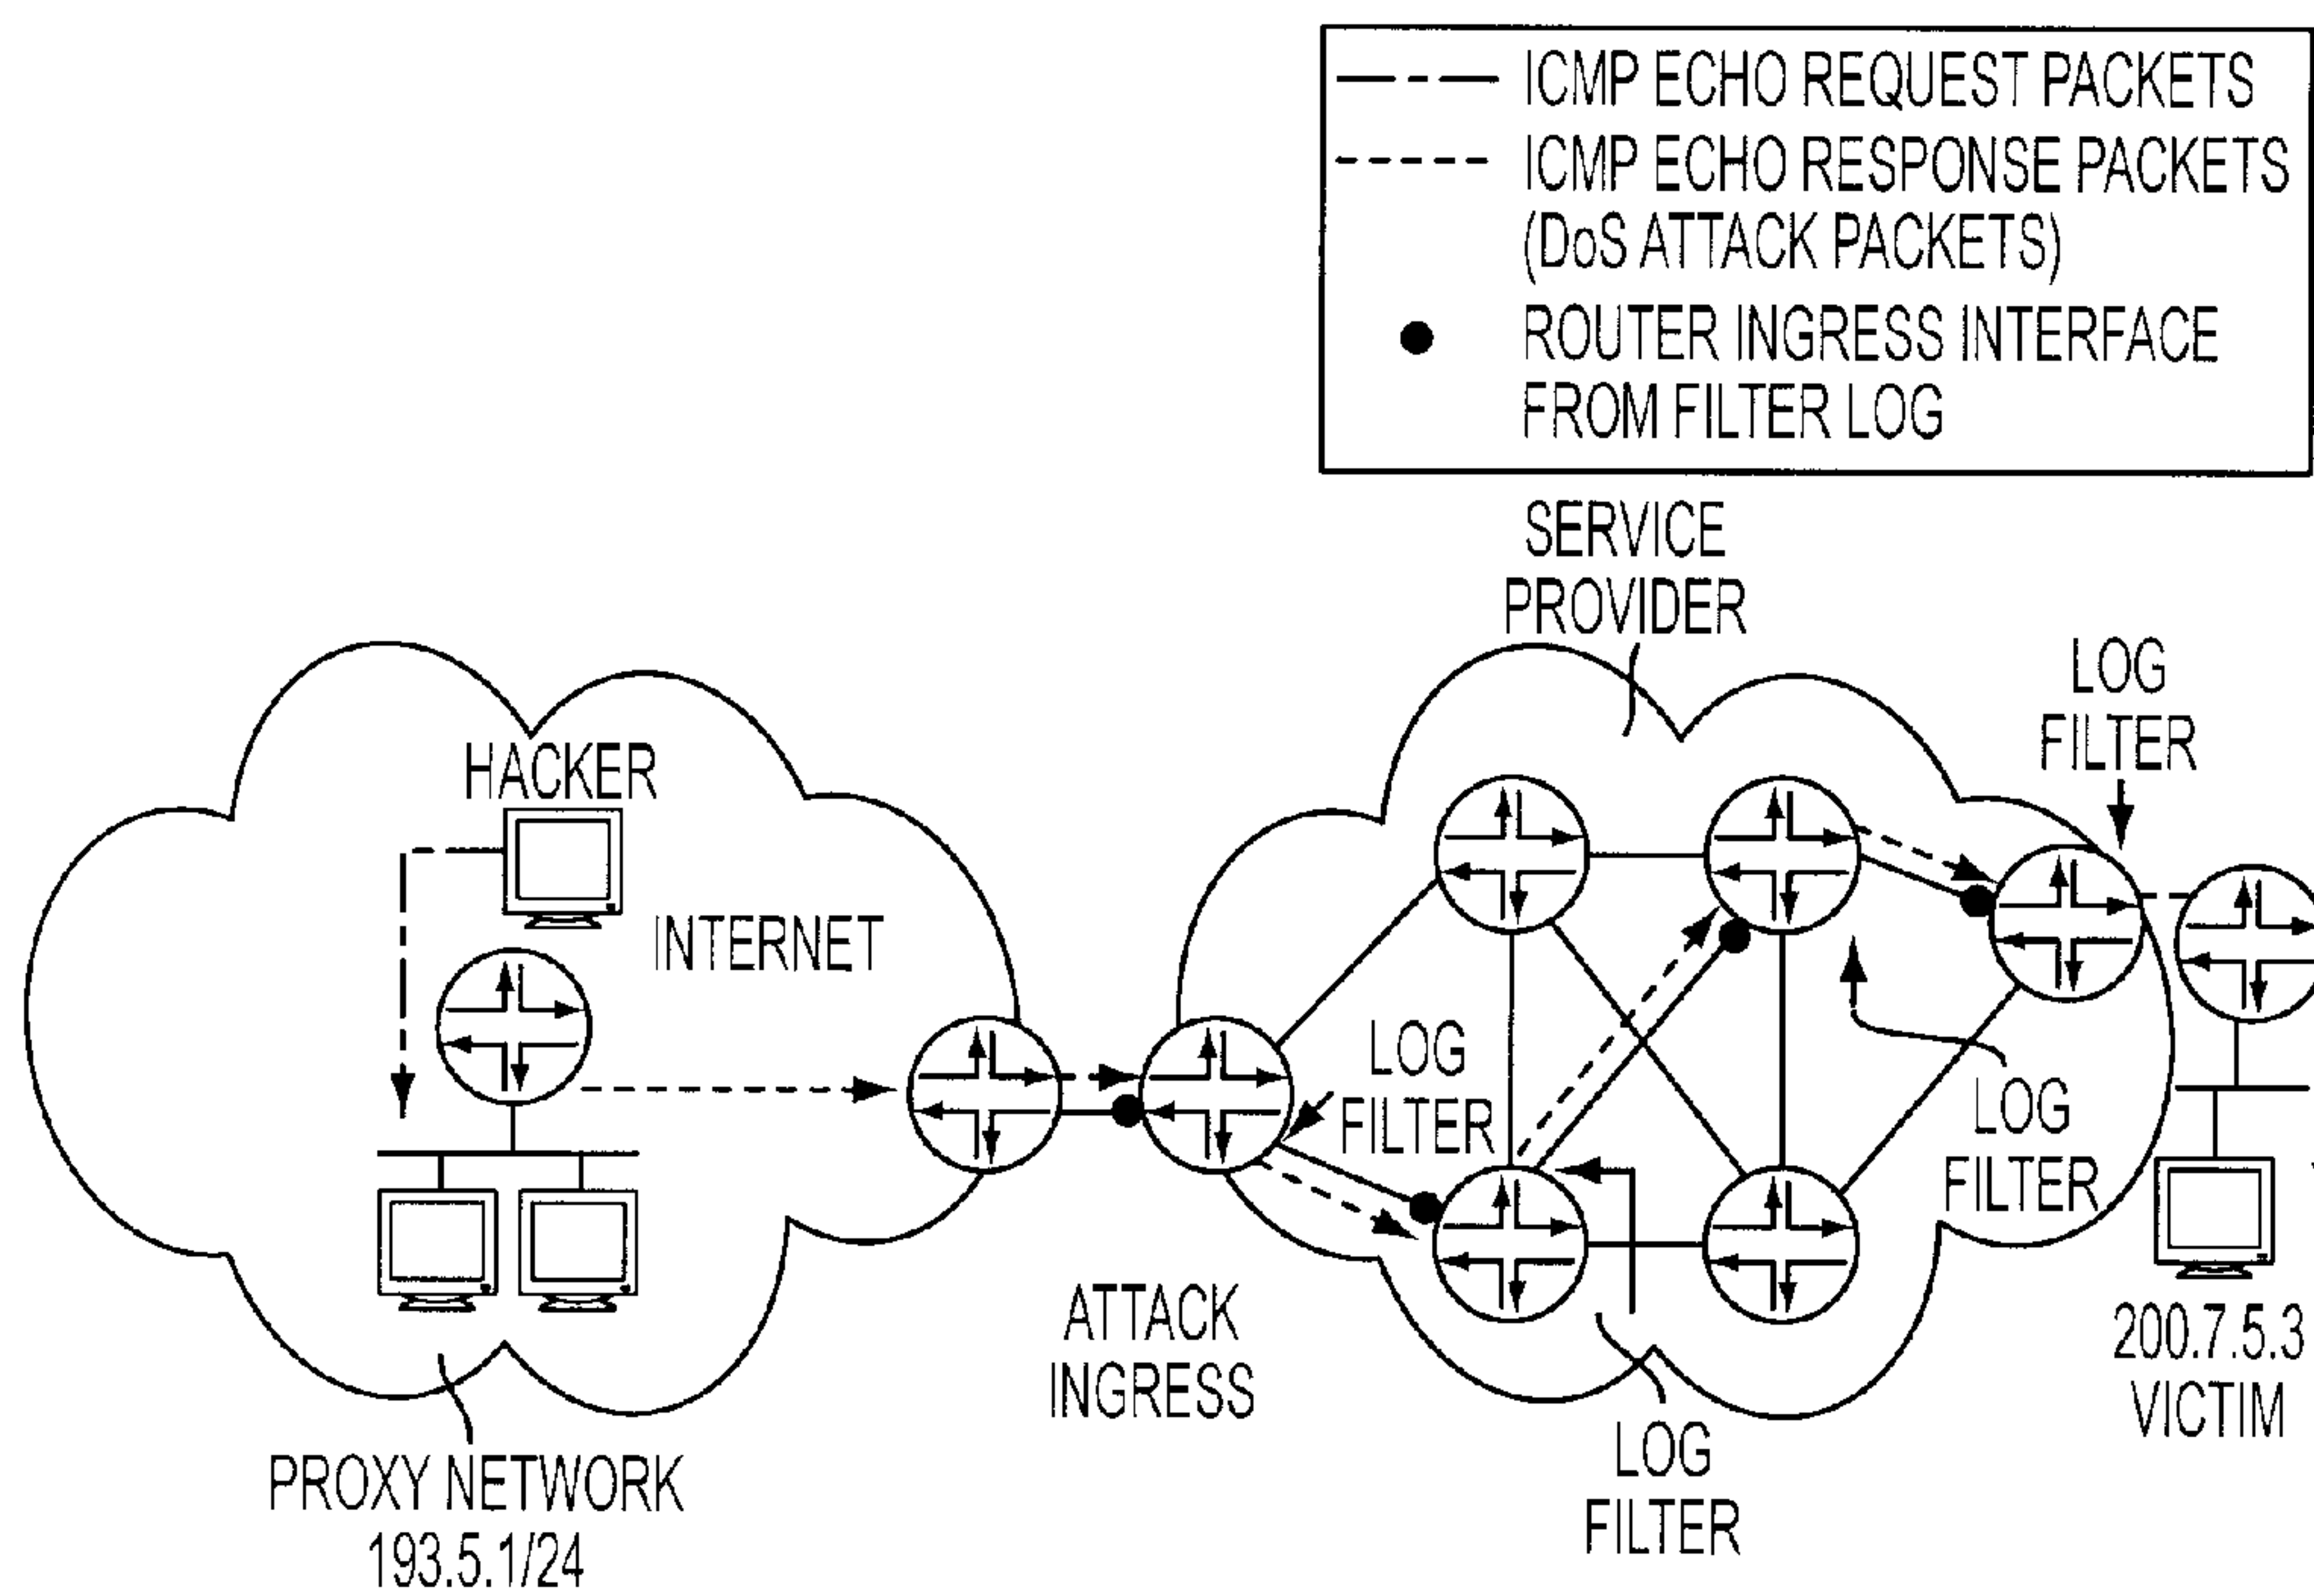 ICMP ECHO REQUEST PACKETS
ICMP ECHO RESPONSE PACKETS
(DoS ATTACK PACKETS)
ROUTER INGRESS INTERFACE
FROM FILTER LOG
SERVICE
PROVIDER
LOG
FILTER
HACKER
INTERNET
LOG
FILTER
LOG
FILTER
ATTACK
INGRESS
200.7.5.3
VICTIM
LOG
FILTER
PROXY NETWORK
193.5.1/24